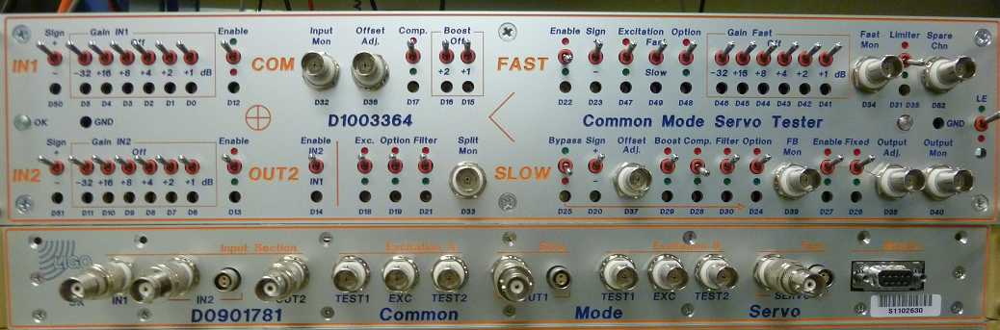 Sign Gain IN1 Enable Input Mon Offset Adj. Comp. Boost Enable Sign Excitation Option Gain Fast Fast Mon Limiter Spare Chn
+ Off Off + Fast Off
IN1 COM FAST
- -32 +16 +8 +4 +2 +1 dB +2 +1 - Slow -32 +16 +8 +4 +2 +1 dB
D50 D5 D4 D3 D2 D1 D0 D12 D32 D36 D17 D16 D15 D22 D23 D47 D49 D48 D46 D45 D44 D43 D42 D41 D34 D31 D35 D52
LE
OK GND D1003364 Common Mode Servo Tester GND
Sign Gain IN2 Enable Enable IN2 Exc. Option Filter Split Mon Bypass Sign Offset Adj. Boost Comp. Filter Option FB Mon Enable Fixed Output Adj. Output Mon
+ Off +
IN2 OUT2 SLOW
- -32 +16 +8 +4 +2 +1 dB IN1 -
D51 D11 D10 D9 D8 D7 D6 D13 D14 D18 D19 D21 D33 D25 D20 D37 D29 D28 D30 D24 D39 D27 D26 D38 D40
LIGO Input Section Excitation A Slow Excitation B Fast
OK IN1 IN2 OUT2 TEST1 EXC TEST2 OUT1 TEST1 EXC TEST2 SERVO
D0901781 Common Mode Servo
S1102630